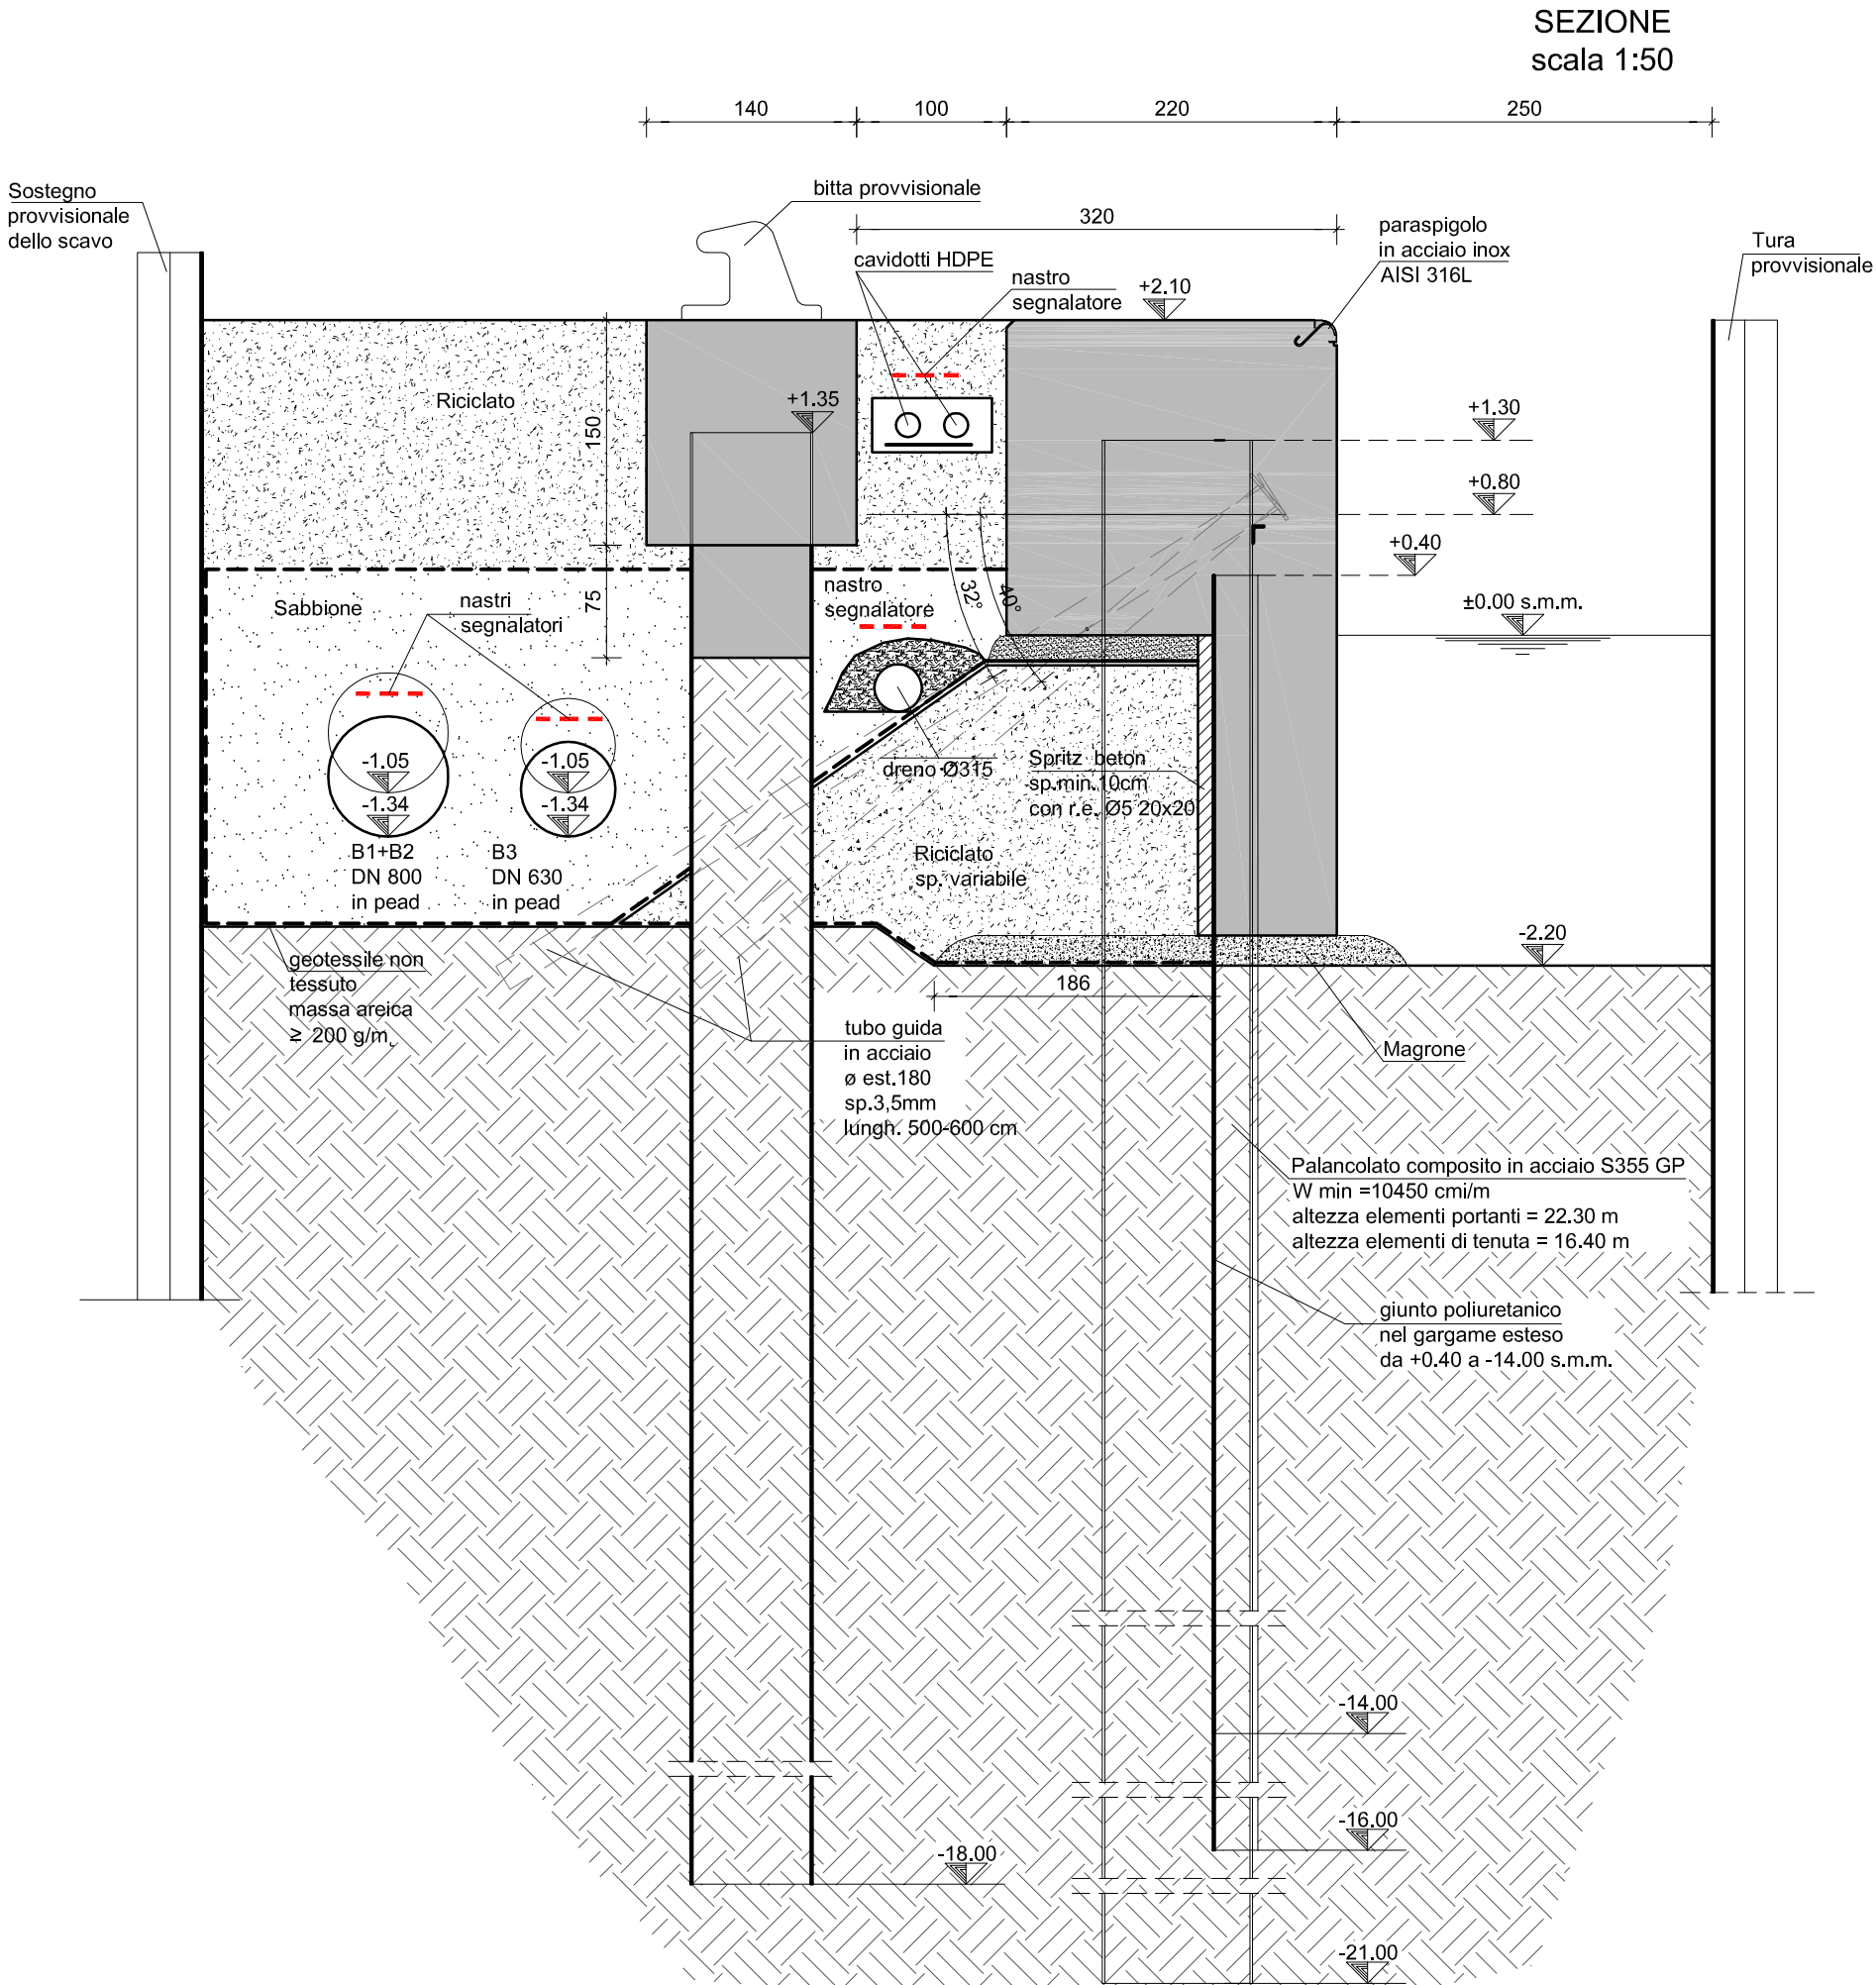 SEZIONE
scala 1:50
140
100
220
250
Sostegno
provvisionale
dello scavo
bitta provvisionale
320
paraspigolo
in acciaio inox
AISI 316L
Tura
provvisionale
cavidotti HDPE
nastro
segnalatore
+2.10
Riciclato
150
+1.35
+1.30
+0.80
+0.40
±0.00 s.m.m.
Sabbione
nastri
segnalatori
75
nastro
segnalatore
32°
40°
-1.05
-1.34
-1.05
-1.34
dreno Ø315
Spritz beton
sp.min.10cm
con r.e. Ø5 20x20
B1+B2
DN 800
in pead
B3
DN 630
in pead
Riciclato
sp. variabile
-2.20
geotessile non
tessuto
massa areica
≥ 200 g/m
186
tubo guida
in acciaio
ø est.180
sp.3,5mm
lungh. 500-600 cm
Magrone
Palancolato composito in acciaio S355 GP
W min =10450 cmi/m
altezza elementi portanti = 22.30 m
altezza elementi di tenuta = 16.40 m
giunto poliuretanico
nel gargame esteso
da +0.40 a -14.00 s.m.m.
-14.00
-16.00
-18.00
-21.00